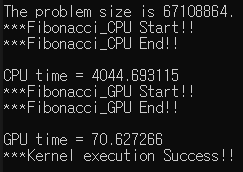 The problem size is 67108864.
***Fibonacci_CPU Start!!
***Fibonacci_CPU End!!
CPU time = 4044.693115
***Fibonacci_GPU Start!!
***Fibonacci_GPU End!!
GPU time = 70.627266
***Kernel execution Success!!